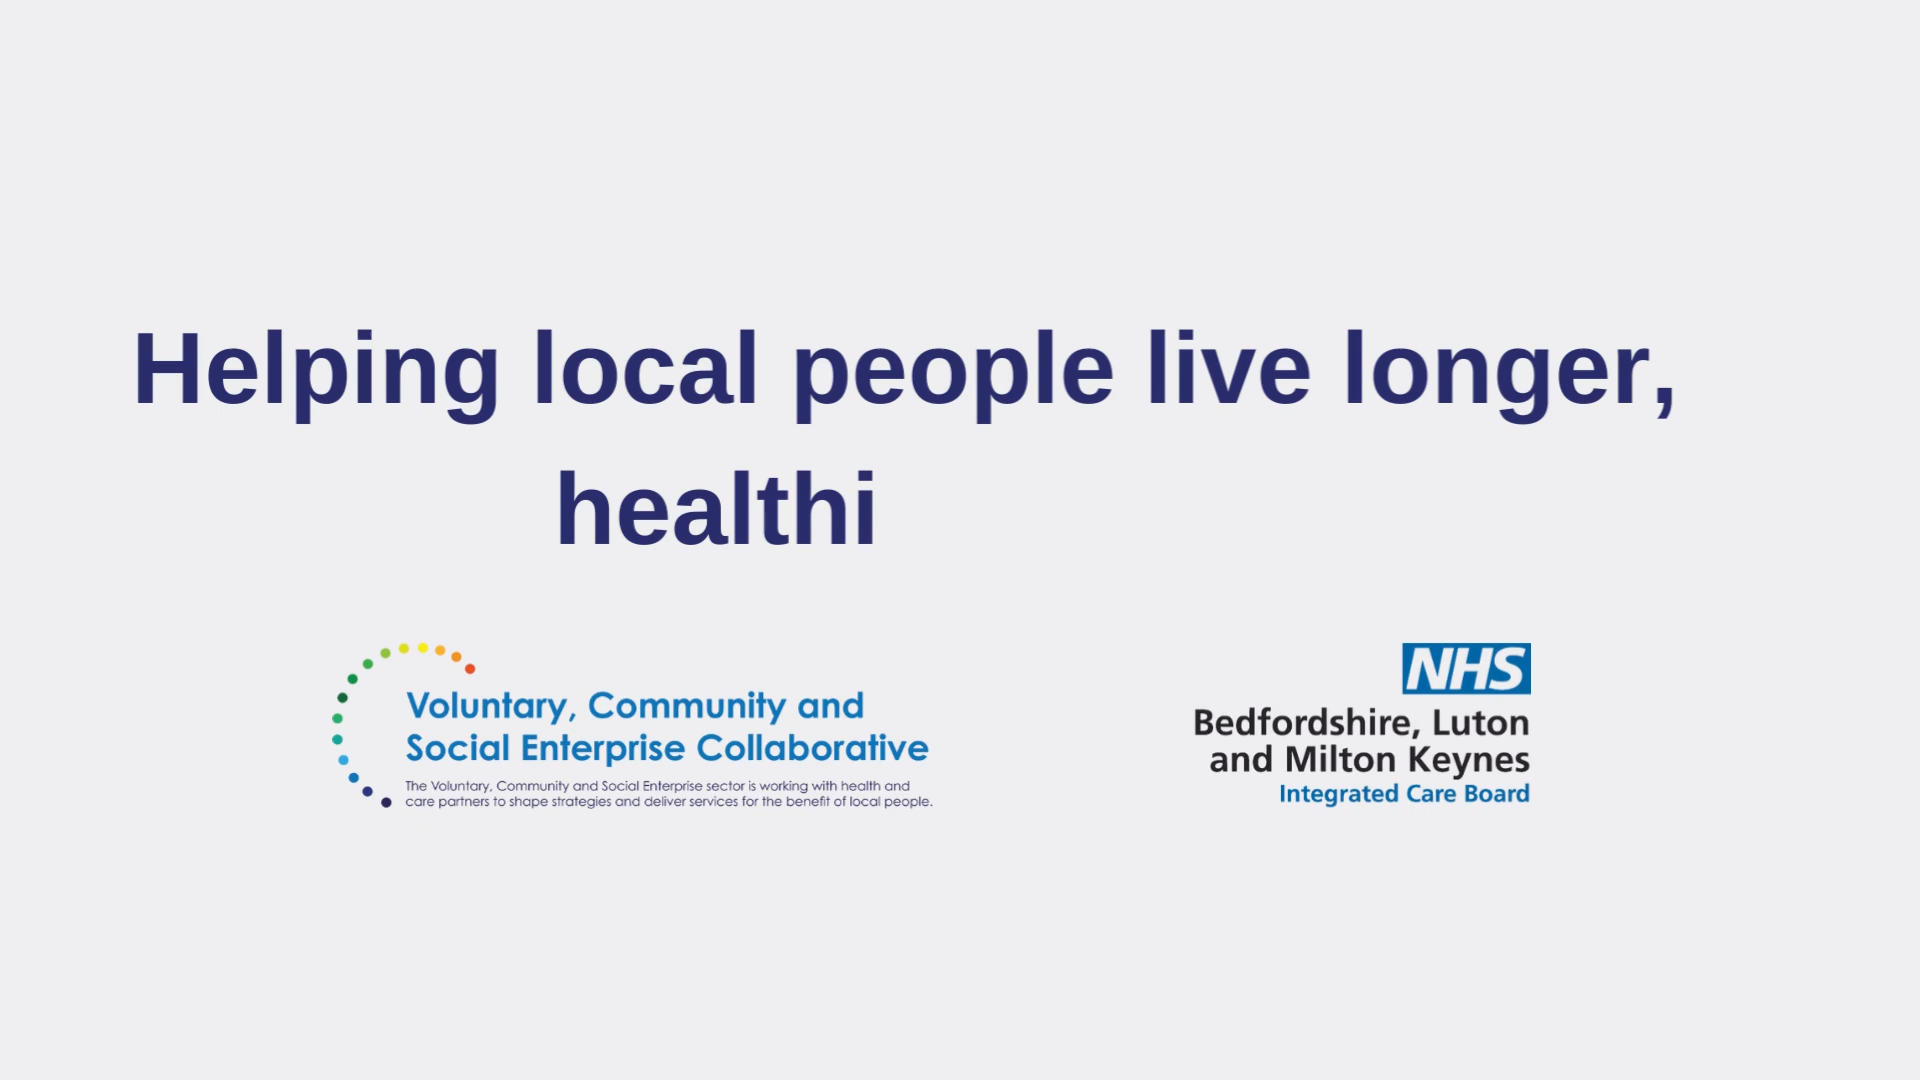 Helping local people live longer,
healthi
Voluntary, Community and
Social Enterprise Collaborative
The Voluntary, Community and Social Enterprise sector is working with health and
care partners to shape strategies and deliver services for the benefit of local people.
NHS
Bedfordshire, Luton
and Milton Keynes
Integrated Care Board